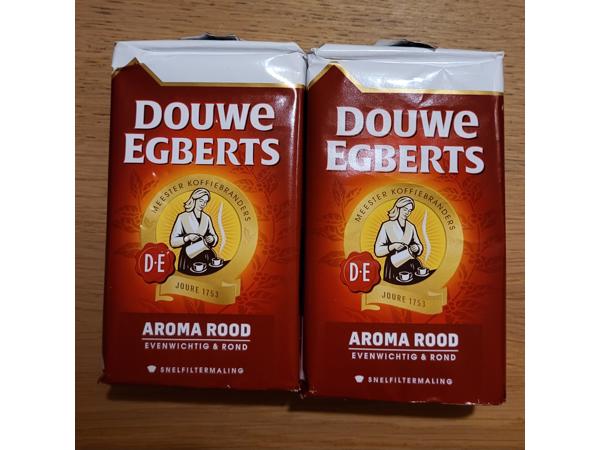 DOUWE
EGBERTS
MEESTER KOFFIEBRANDERS
D·E
JOURE 1753
AROMA ROOD
EVENWICHTIG & ROND
SNELFILTERMALING
DOUWE
EGBERTS
MEESTER KOFFIEBRANDERS
D·E
JOURE 1753
AROMA ROOD
EVENWICHTIG & ROND
SNELFILTERMALING